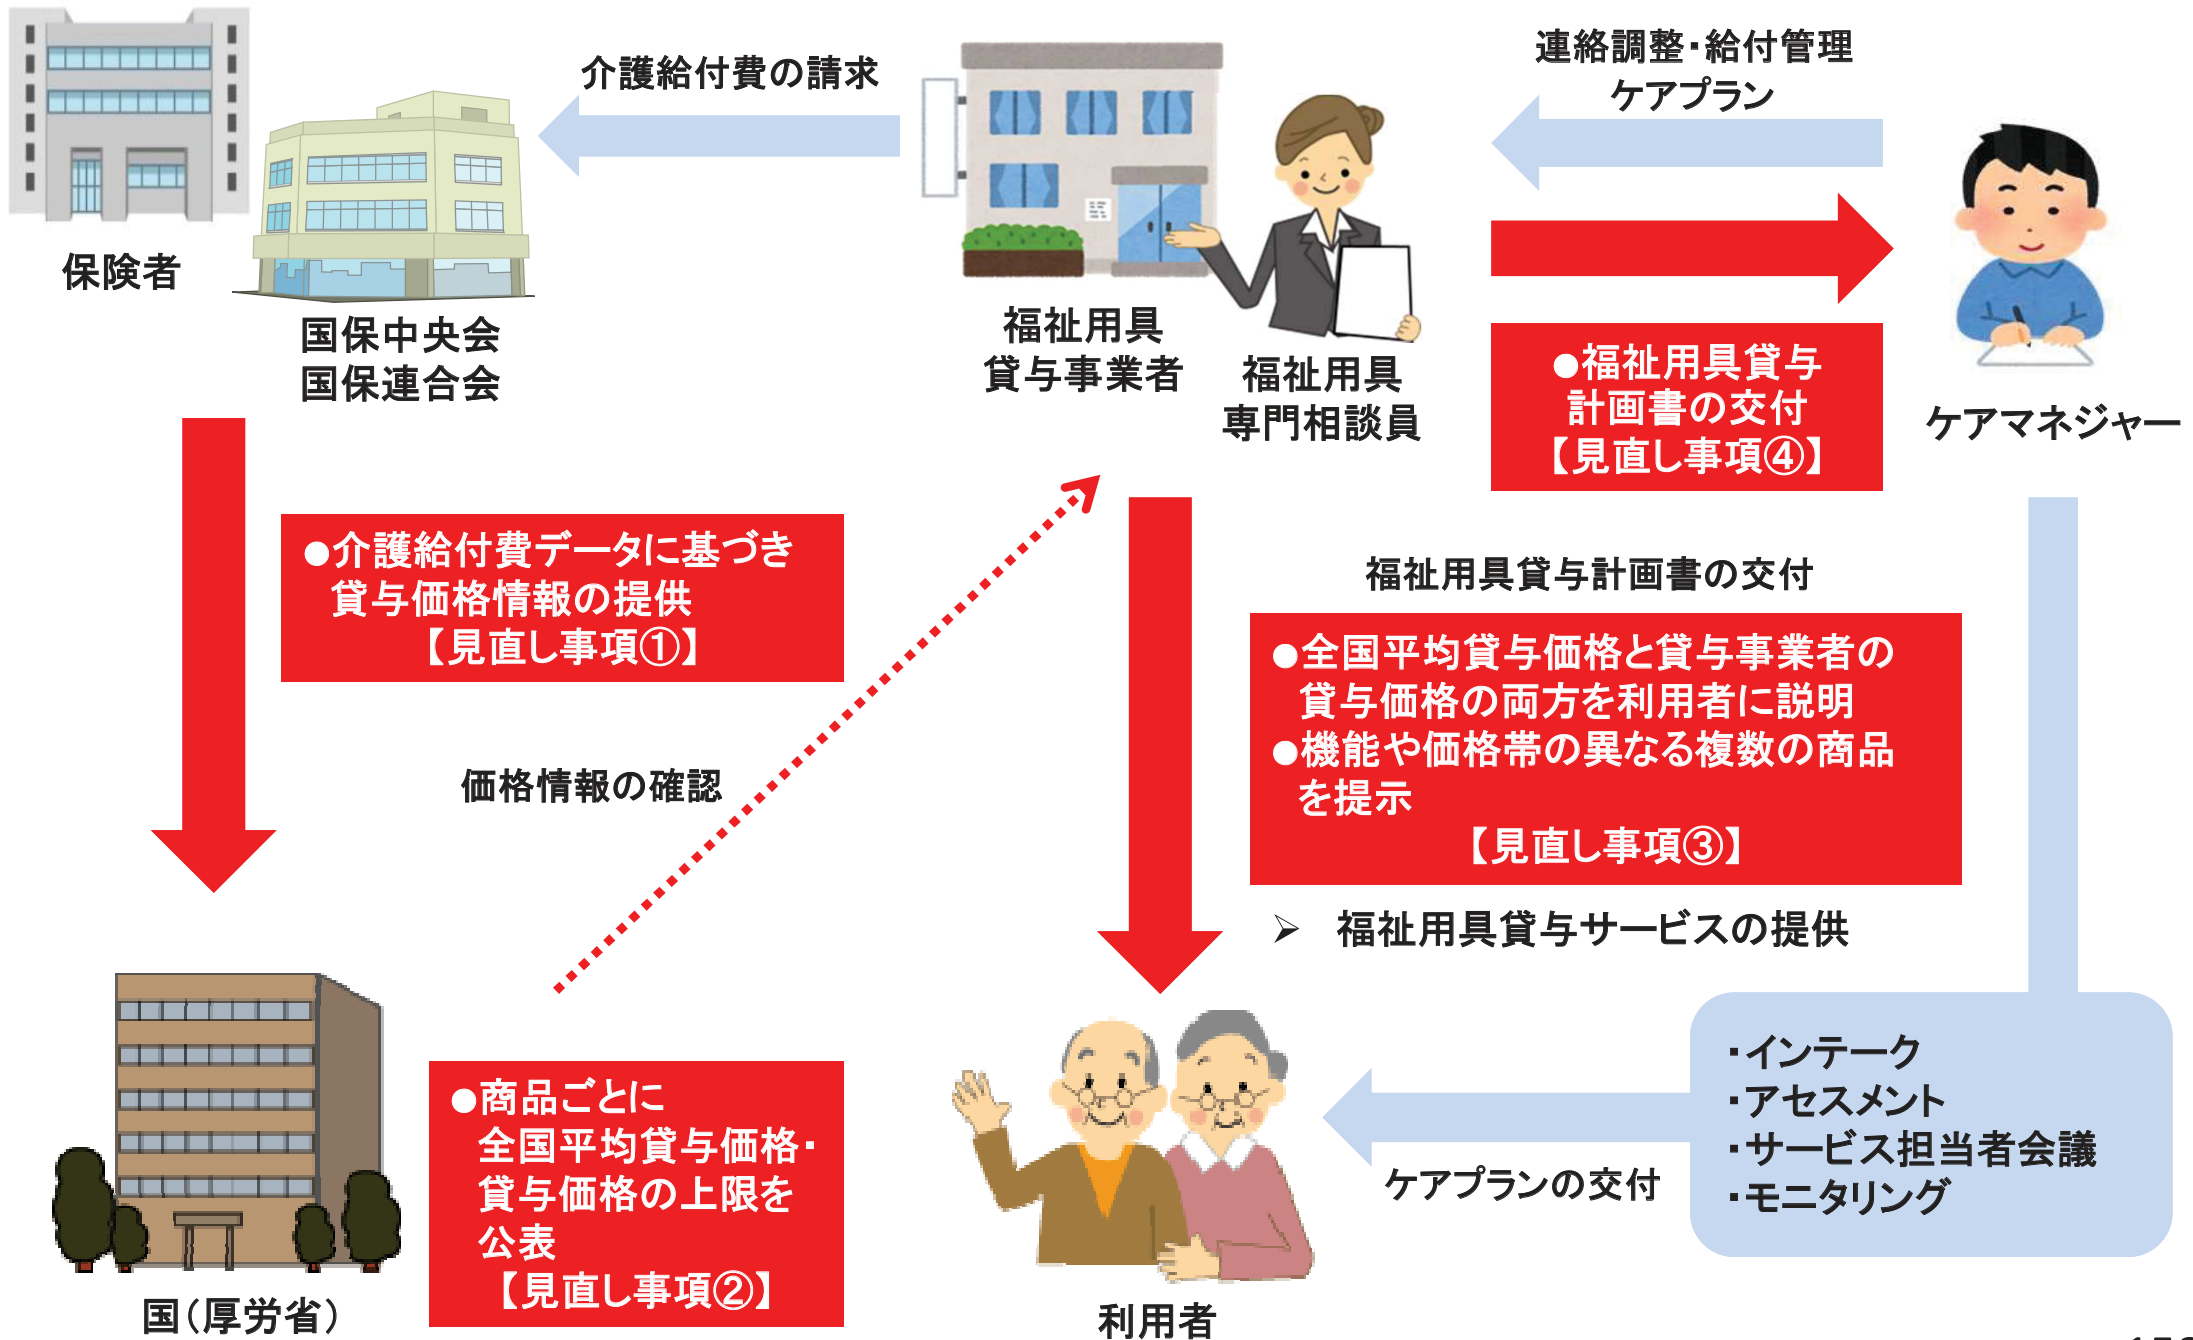 介護給付費の請求
連絡調整・給付管理
ケアプラン
保険者
国保中央会
国保連合会
福祉用具
貸与事業者
福祉用具
専門相談員
ケアマネジャー
●福祉用具貸与
計画書の交付
【見直し事項④】
●介護給付費データに基づき
貸与価格情報の提供
【見直し事項①】
価格情報の確認
福祉用具貸与計画書の交付
●全国平均貸与価格と貸与事業者の
貸与価格の両方を利用者に説明
●機能や価格帯の異なる複数の商品
を提示
【見直し事項③】
➢ 福祉用具貸与サービスの提供
●商品ごとに
全国平均貸与価格・
貸与価格の上限を
公表
【見直し事項②】
国(厚労省)
利用者
ケアプランの交付
・インテーク
・アセスメント
・サービス担当者会議
・モニタリング